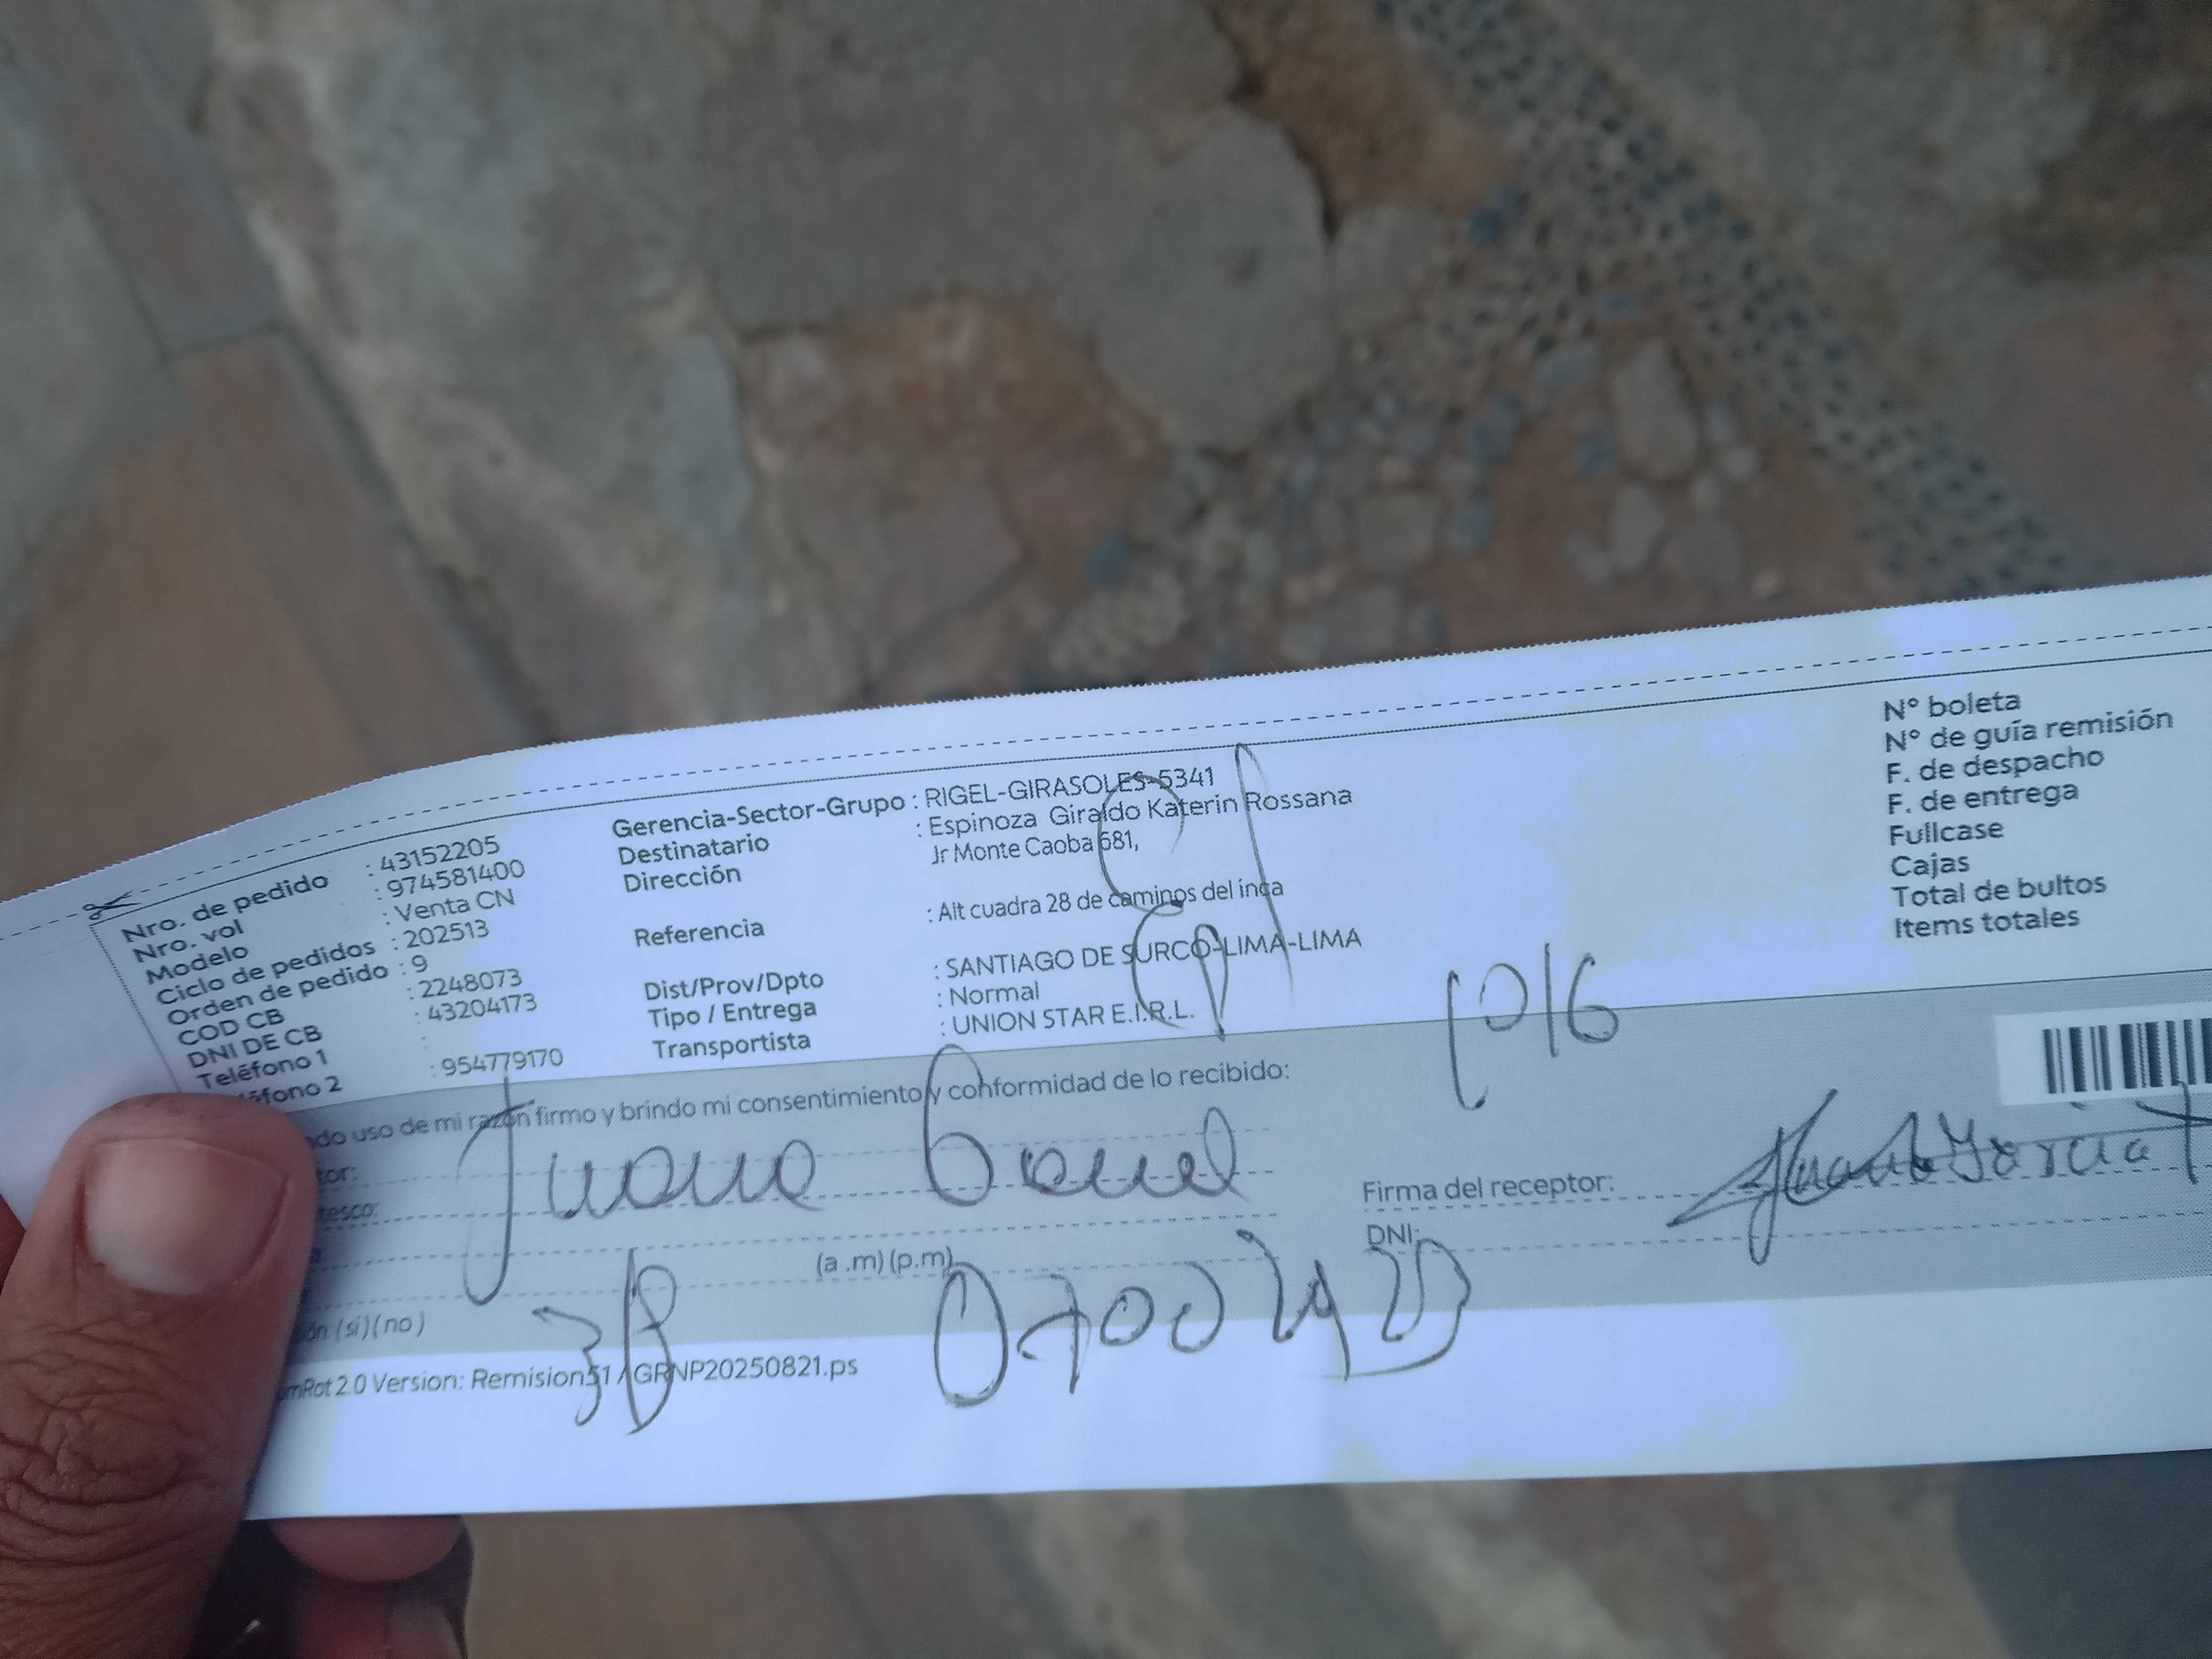 Nro. de pedido : 43152205
Nro. vol : 974581400
Modelo : Venta CN
Ciclo de pedidos : 202513
Orden de pedido : 9
COD CB : 2248073
DNI DE CB : 43204173
Teléfono 1 :
éfono 2 : 954779170
Gerencia-Sector-Grupo : RIGEL-GIRASOLES-5341
Destinatario : Espinoza Giraldo Katerin Rossana
Dirección Jr Monte Caoba 681,
Referencia : Alt cuadra 28 de caminos del inca
Dist/Prov/Dpto : SANTIAGO DE SURCO-LIMA-LIMA
Tipo / Entrega : Normal
Transportista : UNION STAR E.I.R.L.
N° boleta
N° de guía remisión
F. de despacho
F. de entrega
Fullcase
Cajas
Total de bultos
Items totales
1016
do uso de mi razón firmo y brindo mi consentimiento y conformidad de lo recibido:
tor:
tesco:
Firma del receptor:
DNI:
(a .m) (p.m)
(si) (no)
Rot 2.0 Version: Remision51 / GRNP20250821.ps